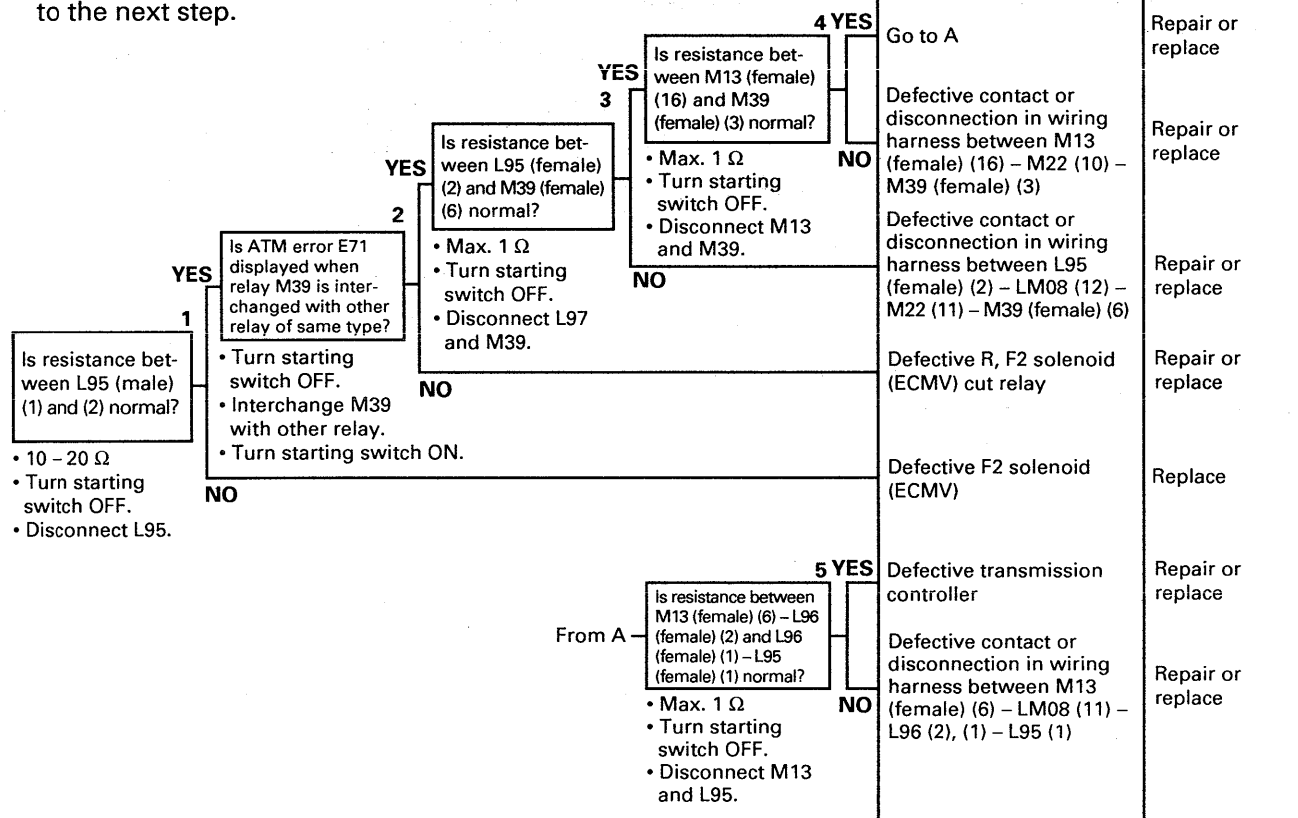 to the next step.
1
Is resistance bet-
ween L95 (male)
(1) and (2) normal?
• 10 – 20 Ω
• Turn starting
switch OFF.
• Disconnect L95.
YES
NO
2
Is ATM error E71
displayed when
relay M39 is inter-
changed with other
relay of same type?
• Turn starting
switch OFF.
• Interchange M39
with other relay.
• Turn starting switch ON.
YES
NO
3
Is resistance bet-
ween L95 (female)
(2) and M39 (female)
(6) normal?
• Max. 1 Ω
• Turn starting
switch OFF.
• Disconnect L97
and M39.
YES
NO
4 YES
Is resistance bet-
ween M13 (female)
(16) and M39
(female) (3) normal?
• Max. 1 Ω
• Turn starting
switch OFF.
• Disconnect M13
and M39.
NO
Go to A
Repair or
replace
Defective contact or
disconnection in wiring
harness between M13
(female) (16) – M22 (10) –
M39 (female) (3)
Repair or
replace
Defective contact or
disconnection in wiring
harness between L95
(female) (2) – LM08 (12) –
M22 (11) – M39 (female) (6)
Repair or
replace
Defective R, F2 solenoid
(ECMV) cut relay
Repair or
replace
Defective F2 solenoid
(ECMV)
Replace
From A
5 YES
Is resistance between
M13 (female) (6) – L96
(female) (2) and L96
(female) (1) – L95
(female) (1) normal?
• Max. 1 Ω
• Turn starting
switch OFF.
• Disconnect M13
and L95.
NO
Defective transmission
controller
Repair or
replace
Defective contact or
disconnection in wiring
harness between M13
(female) (6) – LM08 (11) –
L96 (2), (1) – L95 (1)
Repair or
replace